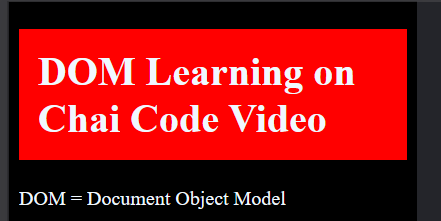 DOM Learning on
Chai Code Video
DOM = Document Object Model